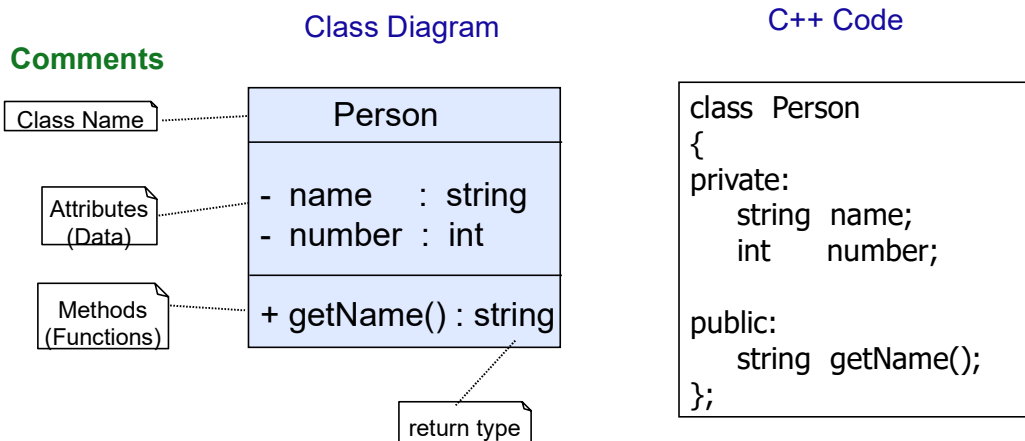 Class Diagram
C++ Code
Comments
Class Name
Person
Attributes
(Data)
- name : string
- number : int
Methods
(Functions)
+ getName() : string
return type
class Person
{
private:
string name;
int number;
public:
string getName();
};